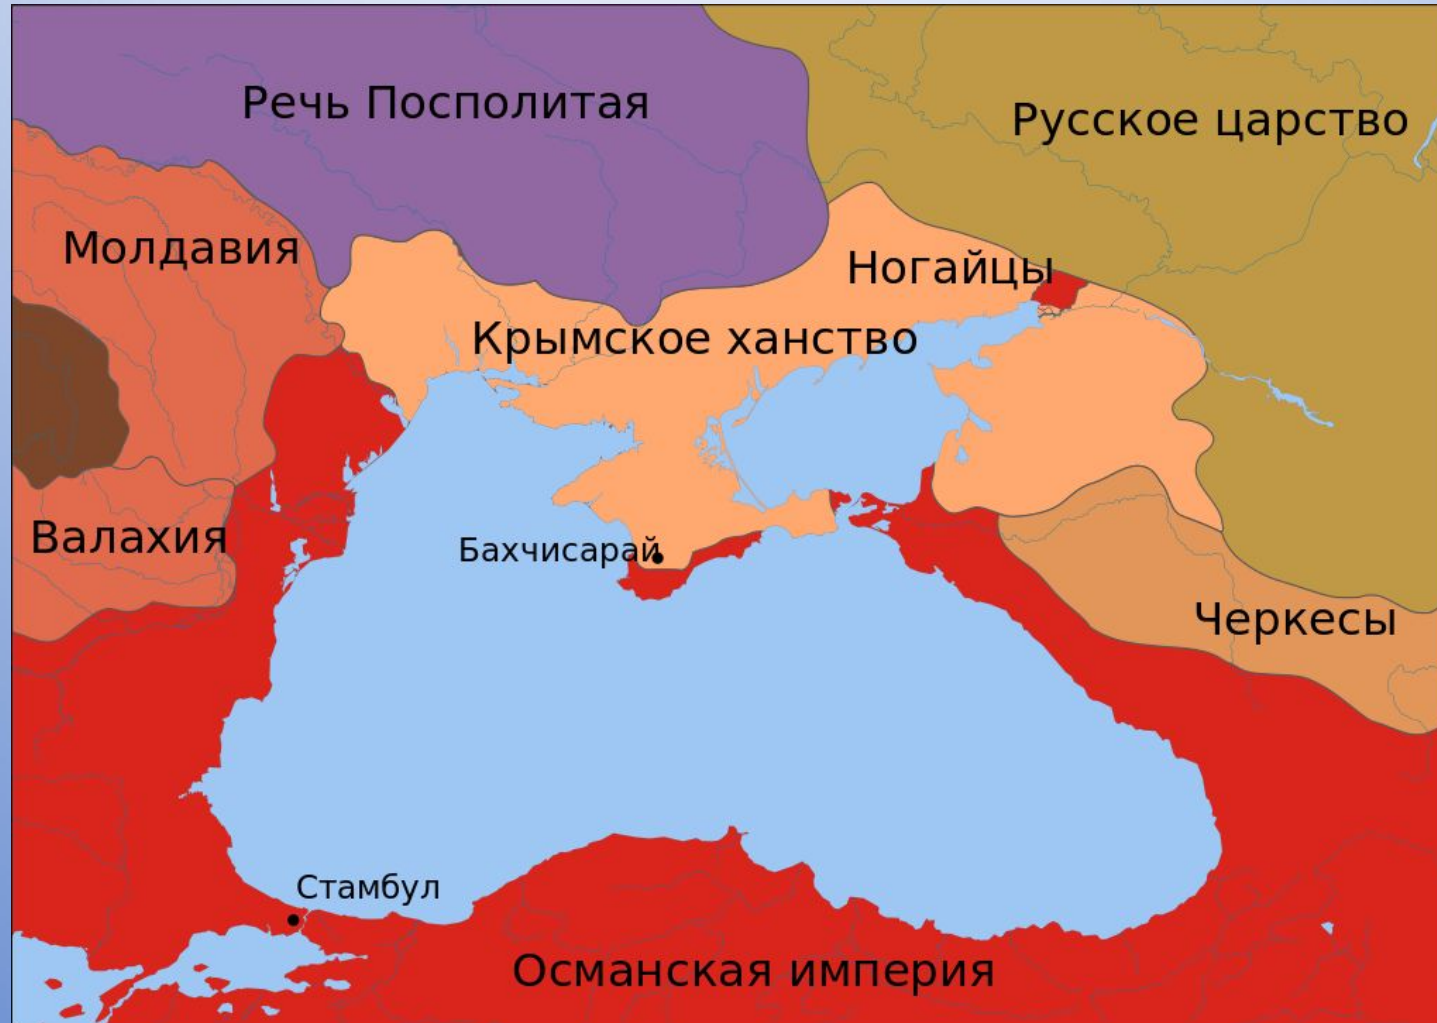 Речь Посполитая
Русское царство
Молдавия
Ногайцы
Крымское ханство
Валахия
Бахчисарай
Черкесы
Стамбул
Османская империя